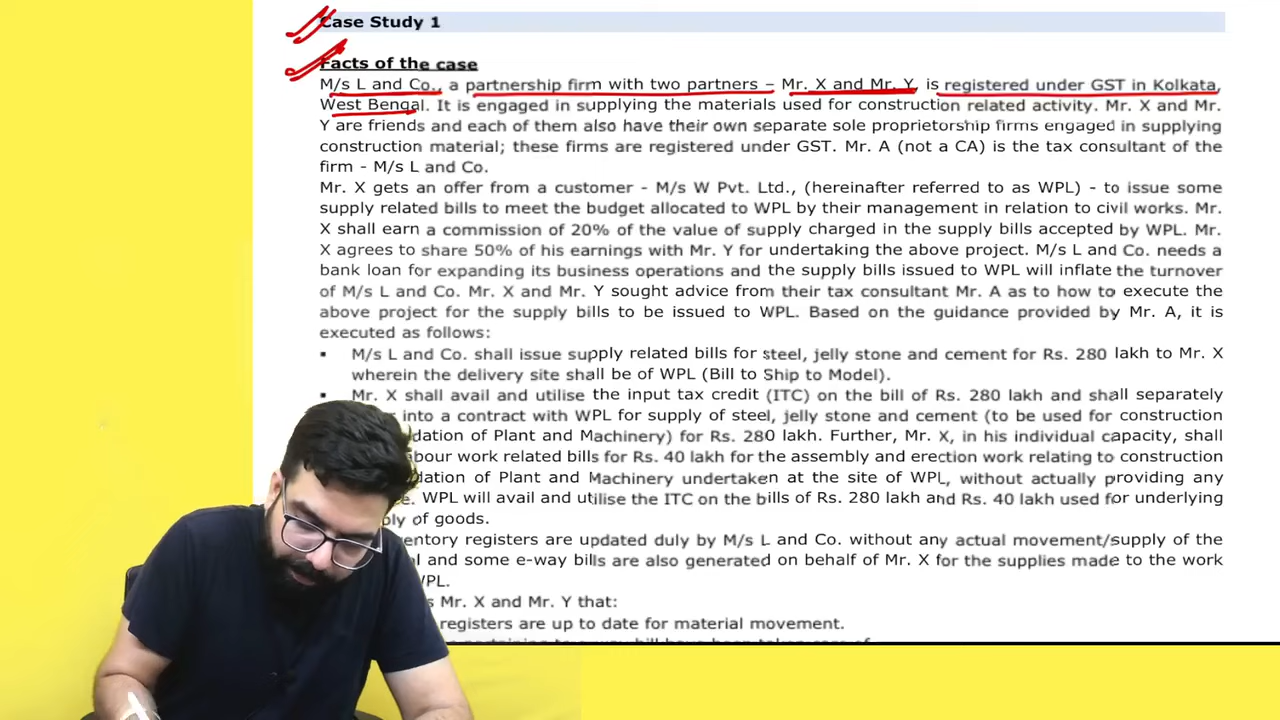 Case Study 1
Facts of the case
M/s L and Co., a partnership firm with two partners – Mr. X and Mr. Y, is registered under GST in Kolkata,
West Bengal. It is engaged in supplying the materials used for construction related activity. Mr. X and Mr.
Y are friends and each of them also have their own separate sole proprietorship firms engaged in supplying
construction material; these firms are registered under GST. Mr. A (not a CA) is the tax consultant of the
firm - M/s L and Co.
Mr. X gets an offer from a customer - M/s W Pvt. Ltd., (hereinafter referred to as WPL) - to issue some
supply related bills to meet the budget allocated to WPL by their management in relation to civil works. Mr.
X shall earn a commission of 20% of the value of supply charged in the supply bills accepted by WPL. Mr.
X agrees to share 50% of his earnings with Mr. Y for undertaking the above project. M/s L and Co. needs a
bank loan for expanding its business operations and the supply bills issued to WPL will inflate the turnover
of M/s L and Co. Mr. X and Mr. Y sought advice from their tax consultant Mr. A as to how to execute the
above project for the supply bills to be issued to WPL. Based on the guidance provided by Mr. A, it is
executed as follows:
▪ M/s L and Co. shall issue supply related bills for steel, jelly stone and cement for Rs. 280 lakh to Mr. X
wherein the delivery site shall be of WPL (Bill to Ship to Model).
▪ Mr. X shall avail and utilise the input tax credit (ITC) on the bill of Rs. 280 lakh and shall separately
into a contract with WPL for supply of steel, jelly stone and cement (to be used for construction
dation of Plant and Machinery) for Rs. 280 lakh. Further, Mr. X, in his individual capacity, shall
bour work related bills for Rs. 40 lakh for the assembly and erection work relating to construction
dation of Plant and Machinery undertaken at the site of WPL, without actually providing any
WPL will avail and utilise the ITC on the bills of Rs. 280 lakh and Rs. 40 lakh used for underlying
ply of goods.
entory registers are updated duly by M/s L and Co. without any actual movement/supply of the
l and some e-way bills are also generated on behalf of Mr. X for the supplies made to the work
WPL.
s Mr. X and Mr. Y that:
registers are up to date for material movement.